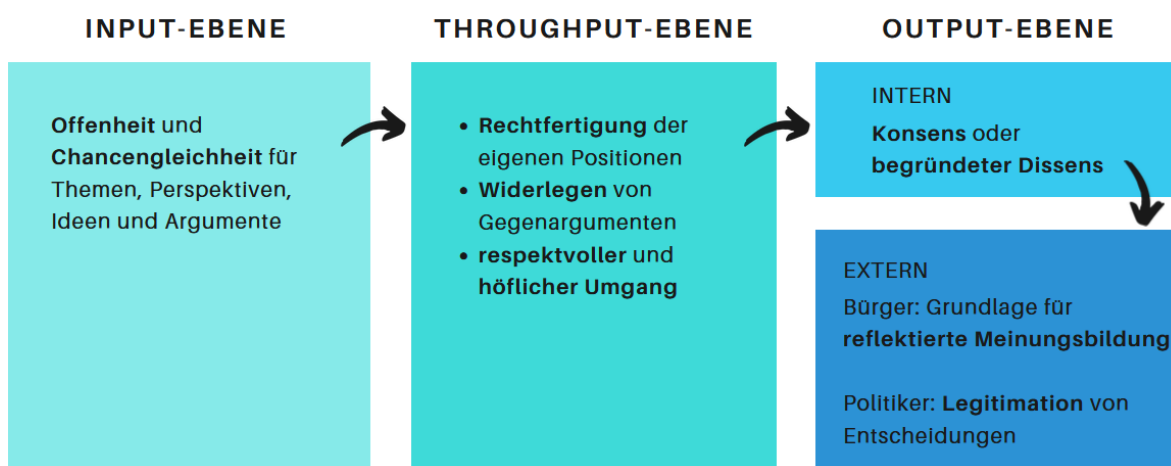 INPUT-EBENE
Offenheit und
Chancengleichheit für
Themen, Perspektiven,
Ideen und Argumente
THROUGHPUT-EBENE
• Rechtfertigung der
eigenen Positionen
• Widerlegen von
Gegenargumenten
• respektvoller und
höflicher Umgang
OUTPUT-EBENE
INTERN
Konsens oder
begründeter Dissens
EXTERN
Bürger: Grundlage für
reflektierte Meinungsbildung
Politiker: Legitimation von
Entscheidungen